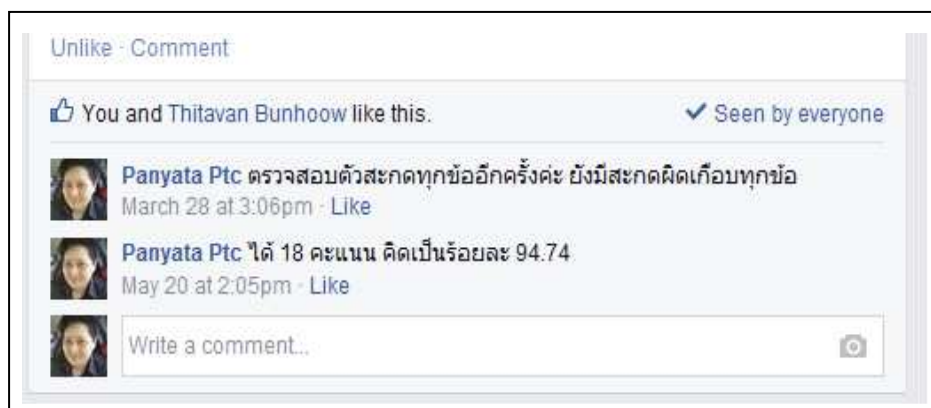 Unlike · Comment
You and Thitavan Bunhoow like this.
Seen by everyone
Panyata Ptc ตรวจสอบตัวสะกดทุกข้ออีกครั้งค่ะ ยังมีสะกดผิดเกือบทุกข้อ
March 28 at 3:06pm · Like
Panyata Ptc ได้ 18 คะแนน คิดเป็นร้อยละ 94.74
May 20 at 2:05pm · Like
Write a comment...